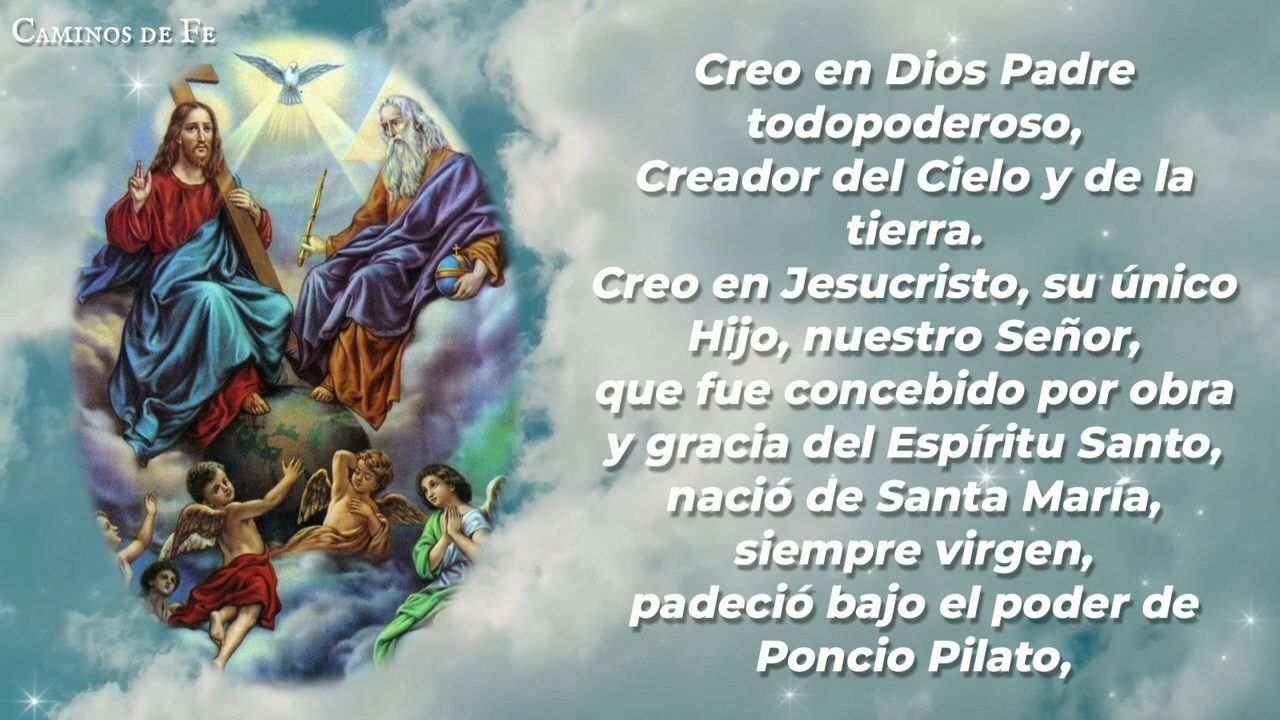 Caminos de Fe
Creo en Dios Padre
todopoderoso,
Creador del Cielo y de la
tierra.
Creo en Jesucristo, su único
Hijo, nuestro Señor,
que fue concebido por obra
y gracia del Espíritu Santo,
nació de Santa María,
siempre virgen,
padeció bajo el poder de
Poncio Pilato,